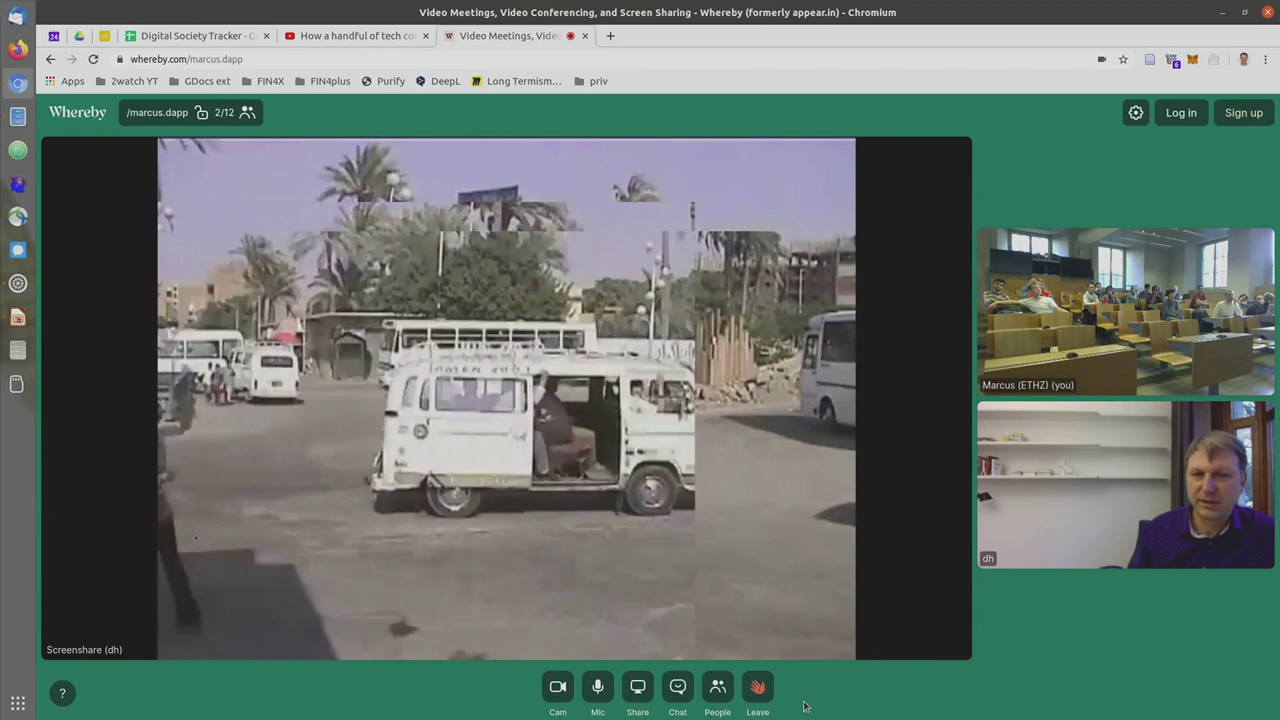 Video Meetings, Video Conferencing, and Screen Sharing - Whereby (formerly appear.in) - Chromium
24
Digital Society Tracker - G
How a handful of tech co
Video Meetings, Vide
whereby.com/marcus.dapp
6
Apps
2watch YT
GDocs ext
FIN4X
FIN4plus
Purify
DeepL
Long Termism...
priv
Whereby
/marcus.dapp
2/12
Log in
Sign up
Marcus (ETHZ) (you)
dh
Screenshare (dh)
?
Cam
Mic
Share
Chat
People
Leave